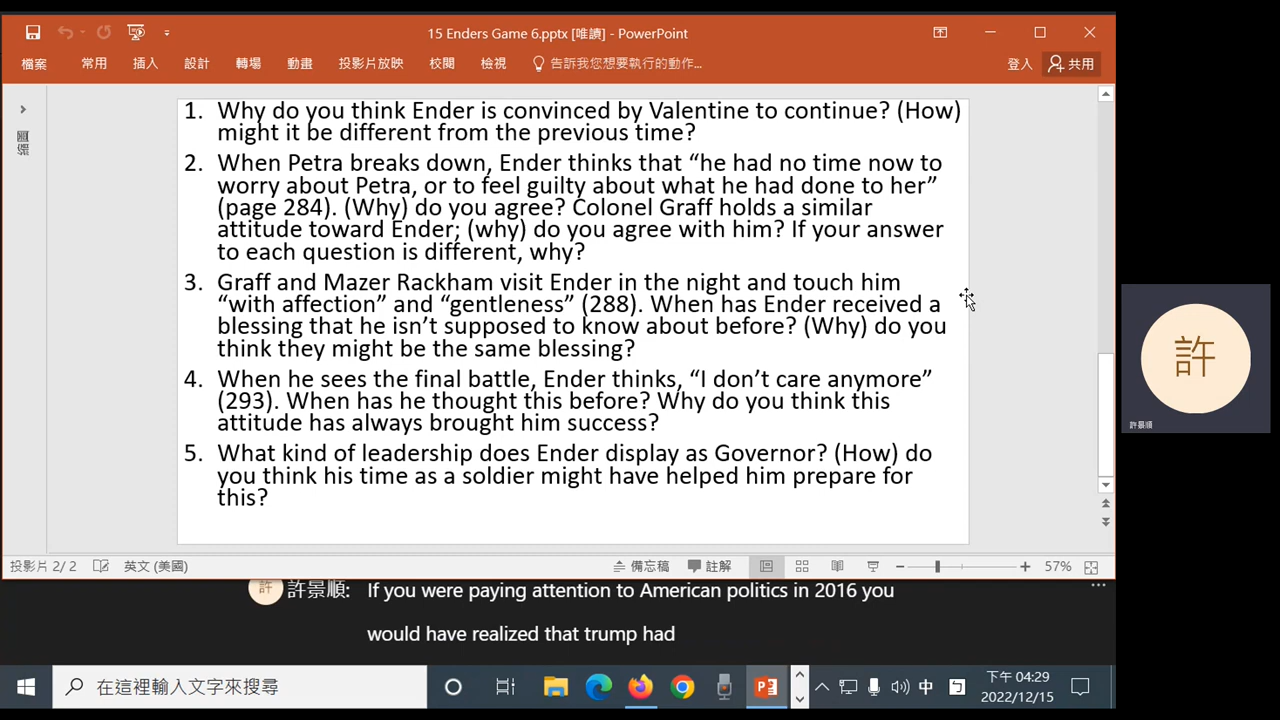 15 Enders Game 6.pptx [唯讀] - PowerPoint
檔案 常用 插入 設計 轉場 動畫 投影片放映 校閱 檢視 告訴我您想要執行的動作... 登入 共用
縮圖
1. Why do you think Ender is convinced by Valentine to continue? (How)
might it be different from the previous time?
2. When Petra breaks down, Ender thinks that “he had no time now to
worry about Petra, or to feel guilty about what he had done to her”
(page 284). (Why) do you agree? Colonel Graff holds a similar
attitude toward Ender; (why) do you agree with him? If your answer
to each question is different, why?
3. Graff and Mazer Rackham visit Ender in the night and touch him
“with affection” and “gentleness” (288). When has Ender received a
blessing that he isn’t supposed to know about before? (Why) do you
think they might be the same blessing?
4. When he sees the final battle, Ender thinks, “I don’t care anymore”
(293). When has he thought this before? Why do you think this
attitude has always brought him success?
5. What kind of leadership does Ender display as Governor? (How) do
you think his time as a soldier might have helped him prepare for
this?
許
許景順
投影片 2/ 2 英文 (美國) 備忘稿 註解 57%
許 許景順: If you were paying attention to American politics in 2016 you
would have realized that trump had
在這裡輸入文字來搜尋 中 下午 04:29
2022/12/15